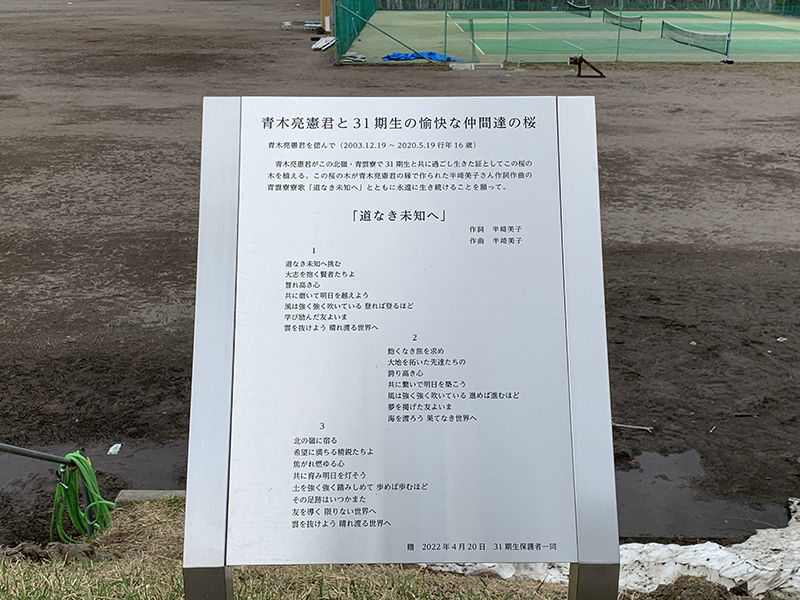 青木亮憲君と31期生の愉快な仲間達の桜
青木亮憲君を偲んで（2003.12.19～2020.5.19 行年16歳）
青木亮憲君がこの北嶺・青雲寮で31期生と共に過ごし生きた証としてこの桜の
木を植える。この桜の木が青木亮憲君の縁で作られた半﨑美子さん作詞作曲の
青雲寮寮歌「道なき未知へ」とともに永遠に生き続けることを願って。
「道なき未知へ」
作詞 半﨑美子
作曲 半﨑美子
1
道なき未知へ挑む
大志を抱く賢者たちよ
誉れ高き心
共に磨いて明日を越えよう
風は強く強く吹いている 登れば登るほど
学び励んだ友よいま
雲を抜けよう 晴れ渡る世界へ
2
飽くなき旅を求め
大地を拓いた先達たちの
誇り高き心
共に繋いで明日を築こう
風は強く強く吹いている 進めば進むほど
夢を掲げた友よいま
海を渡ろう 果てなき世界へ
3
北の嶺に宿る
希望に満ちる精鋭たちよ
焦がれ燃ゆる心
共に育み明日を灯そう
土を強く強く踏みしめて 歩めば歩むほど
その足跡はいつかまた
友を導く 限りない世界へ
雲を抜けよう 晴れ渡る世界へ
贈 2022年4月20日 31期生保護者一同